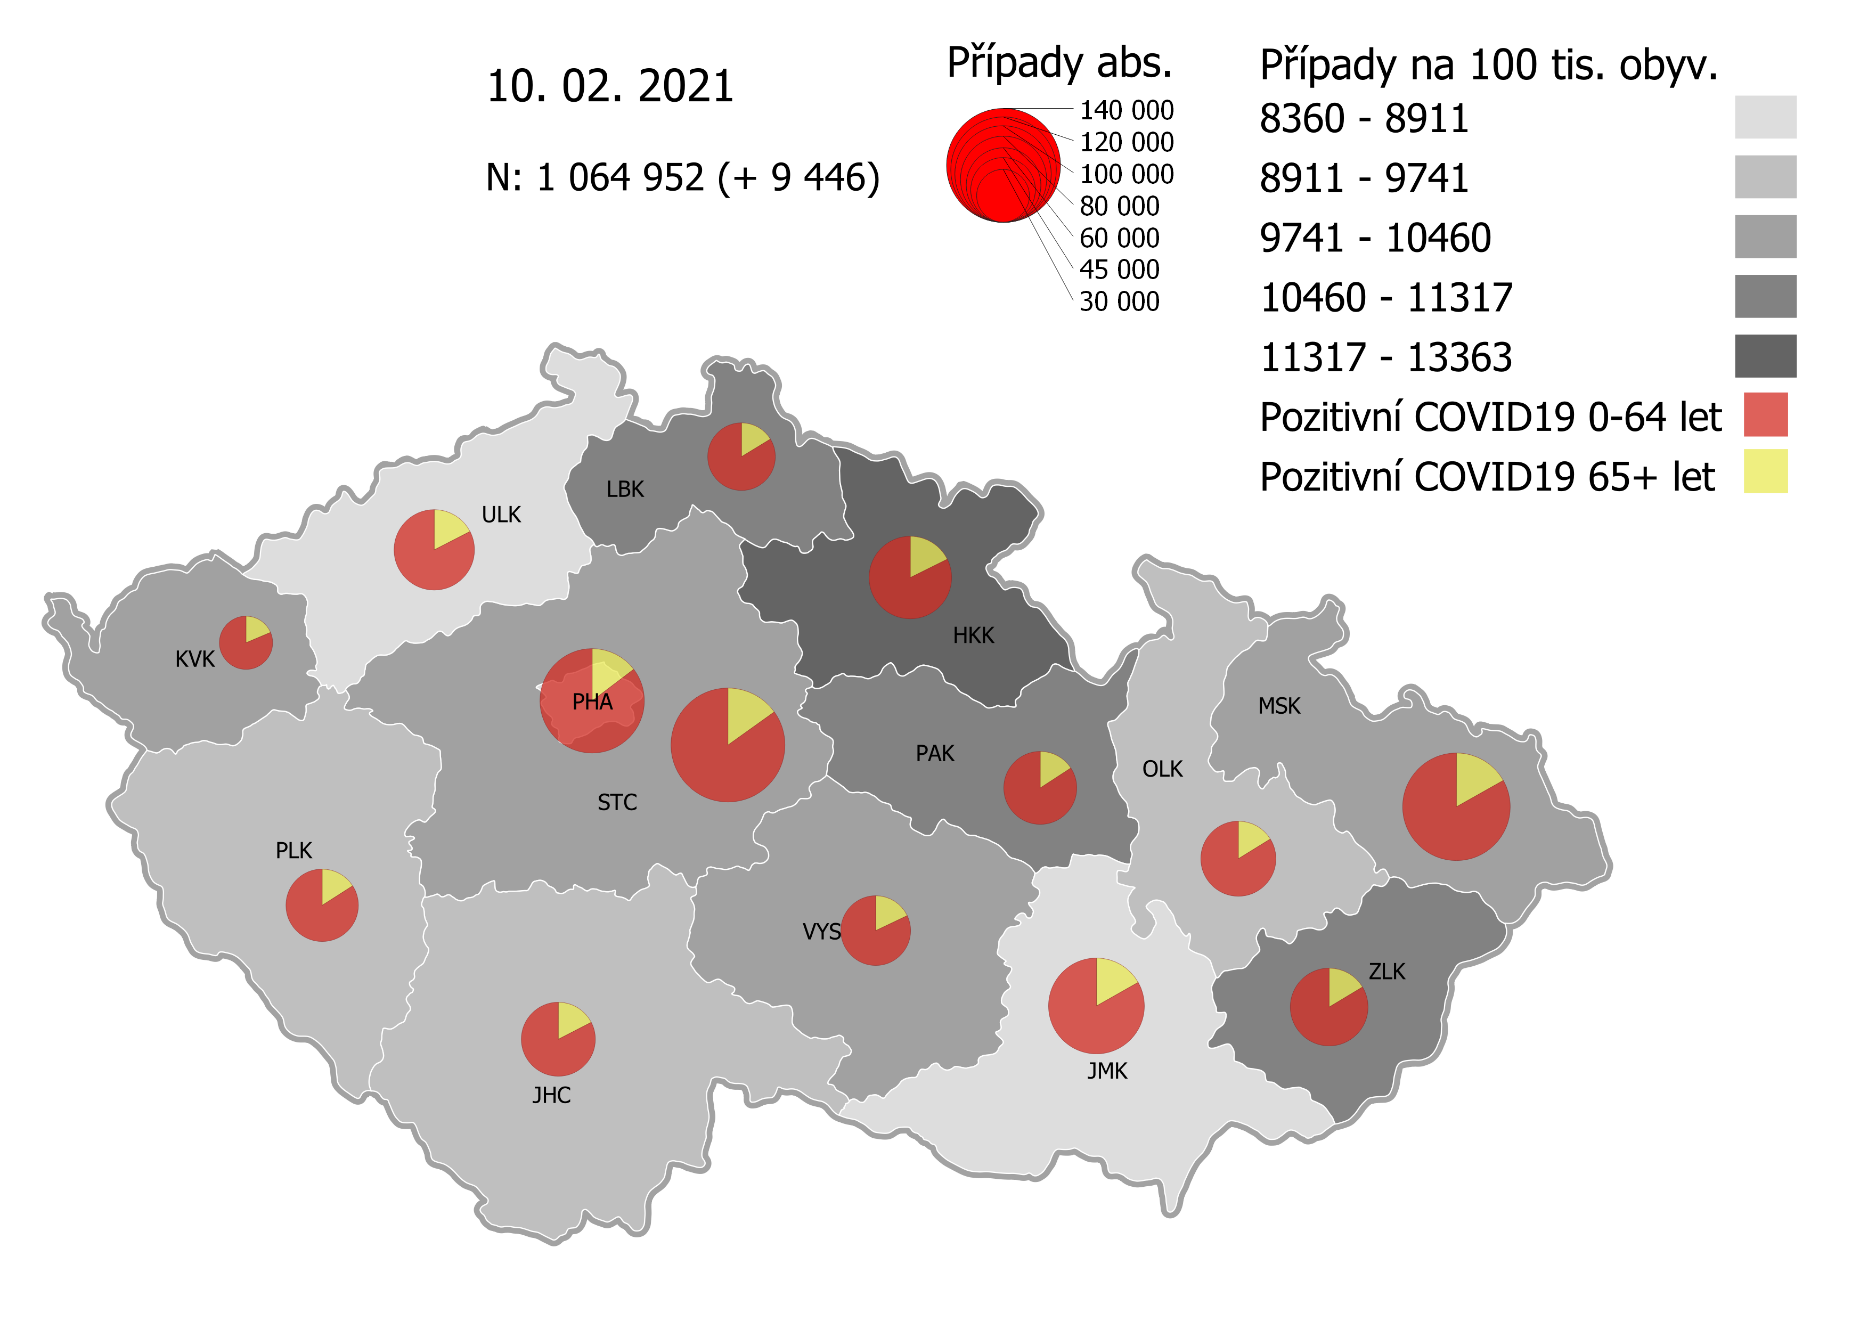 10. 02. 2021
N: 1 064 952 (+ 9 446)
Případy abs.
140 000
120 000
100 000
80 000
60 000
45 000
30 000
Případy na 100 tis. obyv.
8360 - 8911
8911 - 9741
9741 - 10460
10460 - 11317
11317 - 13363
Pozitivní COVID19 0-64 let
Pozitivní COVID19 65+ let
LBK
ULK
HKK
KVK
PHA
MSK
PAK
OLK
STC
PLK
VYS
ZLK
JMK
JHC